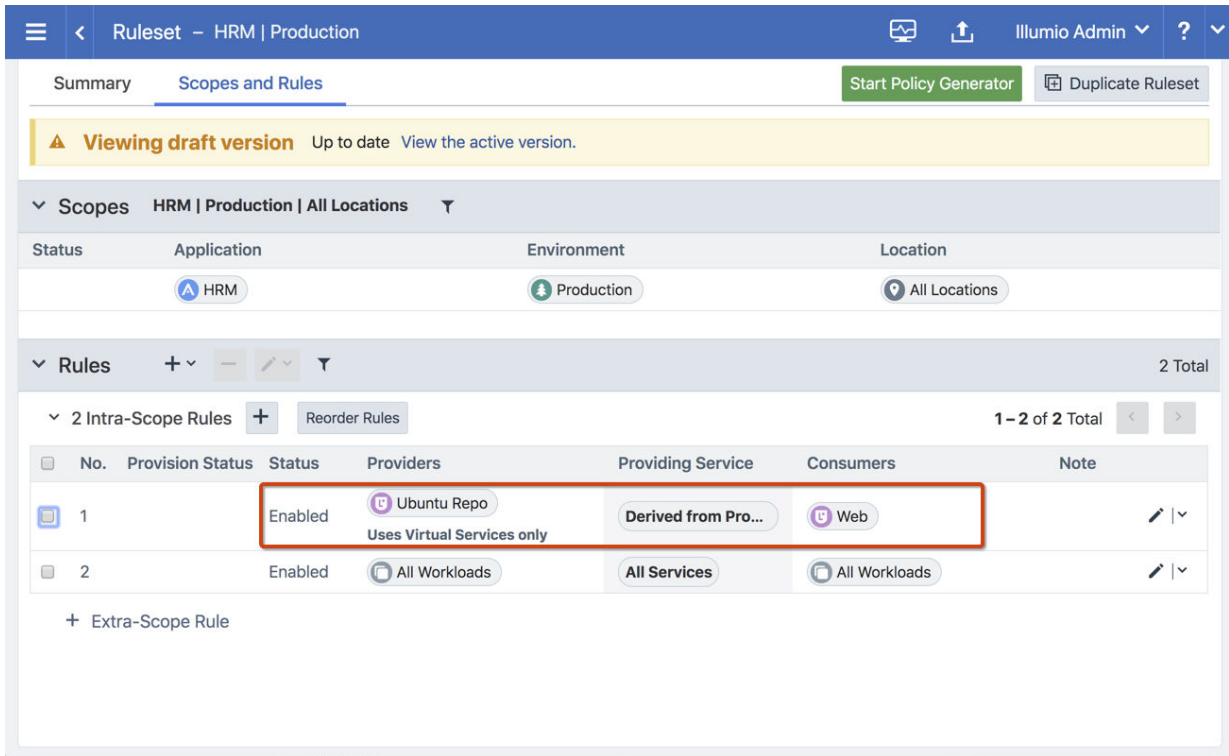 Ruleset – HRM | Production Illumio Admin ?
Summary Scopes and Rules Start Policy Generator Duplicate Ruleset
Viewing draft version Up to date View the active version.
Scopes HRM | Production | All Locations
Status Application Environment Location
HRM Production All Locations
Rules 2 Total
2 Intra-Scope Rules Reorder Rules 1 – 2 of 2 Total
No. Provision Status Status Providers Providing Service Consumers Note
1 Enabled Ubuntu Repo Derived from Pro... Web
Uses Virtual Services only
2 Enabled All Workloads All Services All Workloads
+ Extra-Scope Rule